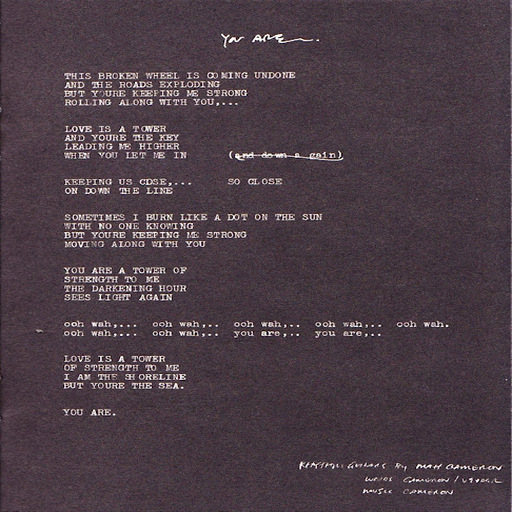 YOU ARE
THIS BROKEN WHEEL IS COMING UNDONE
AND THE ROADS EXPLODING
BUT YOURE KEEPING ME STRONG
ROLLING ALONG WITH YOU,...
LOVE IS A TOWER
AND YOURE THE KEY
LEADING ME HIGHER
WHEN YOU LET ME IN (and down a gain)
KEEPING US COSE,... SO CLOSE
ON DOWN THE LINE
SOMETIMES I BURN LIKE A DOT ON THE SUN
WITH NO ONE KNOWING
BUT YOURE KEEPING ME STRONG
MOVING ALONG WITH YOU
YOU ARE A TOWER OF
STRENGTH TO ME
THE DARKENING HOUR
SEES LIGHT AGAIN
ooh wah,... ooh wah,.. ooh wah,.. ooh wah,.. ooh wah.
ooh wah,... ooh wah,.. you are,.. you are,..
LOVE IS A TOWER
OF STRENGTH TO ME
I AM THE SHORELINE
BUT YOURE THE SEA.
YOU ARE.
GUITARS BY MATT CAMERON
WORDS CAMERON / VEDDER
MUSIC CAMERON